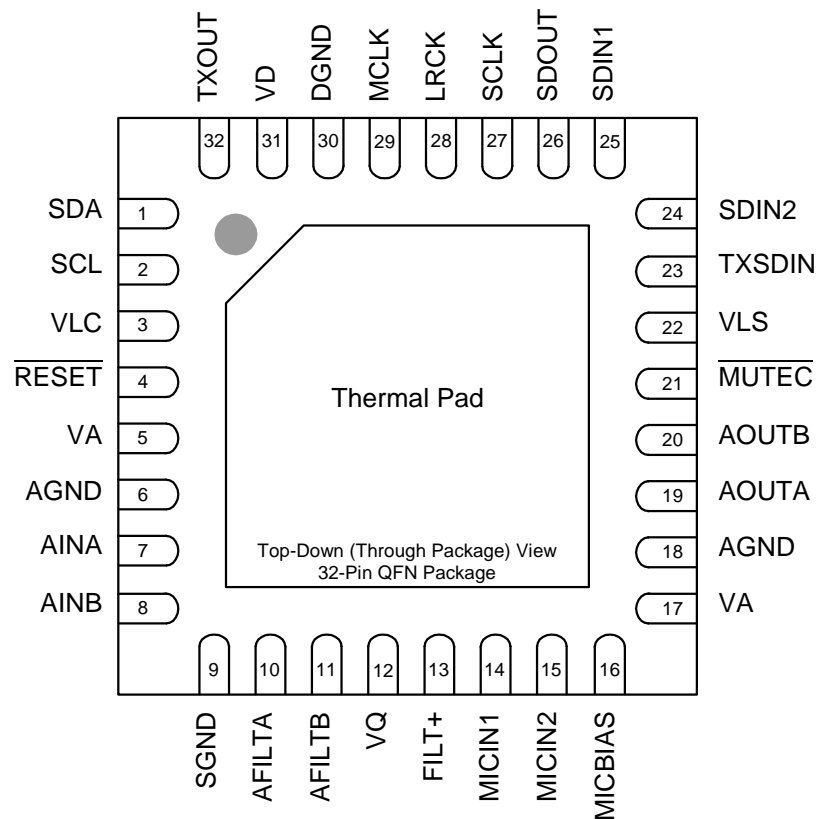 TXOUT
VD
DGND
MCLK
LRCK
SCLK
SDOUT
SDIN1
32
31
30
29
28
27
26
25
SDA 1
SCL 2
VLC 3
RESET 4
VA 5
AGND 6
AINA 7
AINB 8
24 SDIN2
23 TXSDIN
22 VLS
21 MUTEC
20 AOUTB
19 AOUTA
18 AGND
17 VA
Thermal Pad
Top-Down (Through Package) View
32-Pin QFN Package
9
10
11
12
13
14
15
16
SGND
AFILTA
AFILTB
VQ
FILT+
MICIN1
MICIN2
MICBIAS